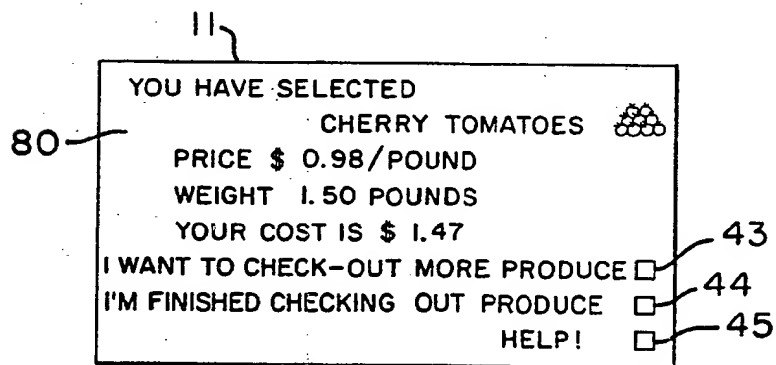 11
YOU HAVE SELECTED
CHERRY TOMATOES
80
PRICE $ 0.98/POUND
WEIGHT 1.50 POUNDS
YOUR COST IS $ 1.47
I WANT TO CHECK-OUT MORE PRODUCE 43
I'M FINISHED CHECKING OUT PRODUCE 44
HELP! 45